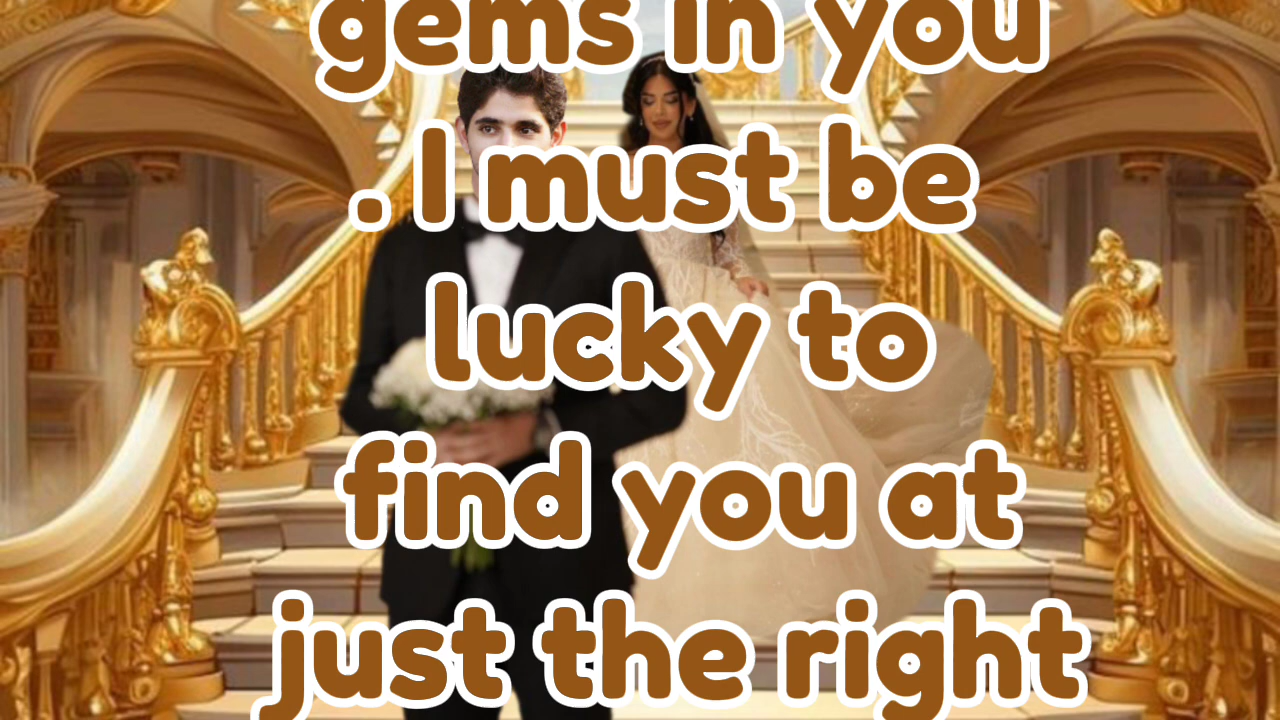 gems in you
. I must be
lucky to
find you at
just the right